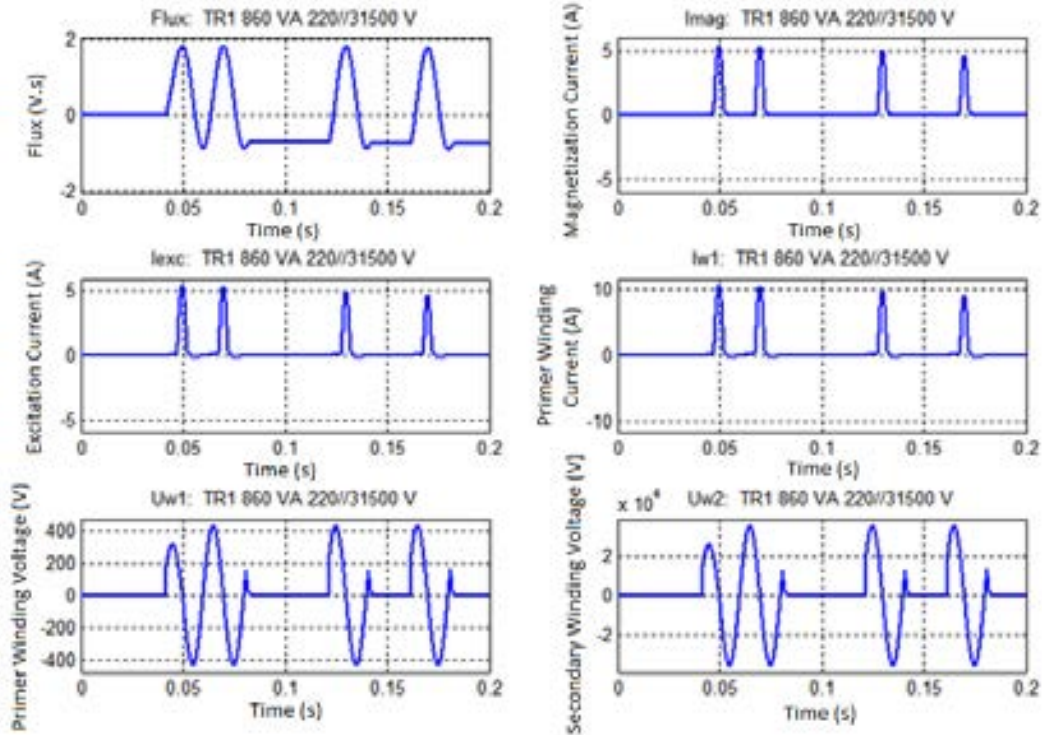 Flux: TR1 860 VA 220//31500 V
Flux (V.s)
2
0
-2
0 0.05 0.1 0.15 0.2
Time (s)
Imag: TR1 860 VA 220//31500 V
Magnetization Current (A)
5
0
-5
0 0.05 0.1 0.15 0.2
Time (s)
Iexc: TR1 860 VA 220//31500 V
Excitation Current (A)
5
0
-5
0 0.05 0.1 0.15 0.2
Time (s)
Iw1: TR1 860 VA 220//31500 V
Primer Winding
Current (A)
10
0
-10
0 0.05 0.1 0.15 0.2
Time (s)
Uw1: TR1 860 VA 220//31500 V
Primer Winding Voltage (V)
400
200
0
-200
-400
0 0.05 0.1 0.15 0.2
Time (s)
x 10⁴ Uw2: TR1 860 VA 220//31500 V
Secondary Winding Voltage (V)
2
0
-2
0 0.05 0.1 0.15 0.2
Time (s)